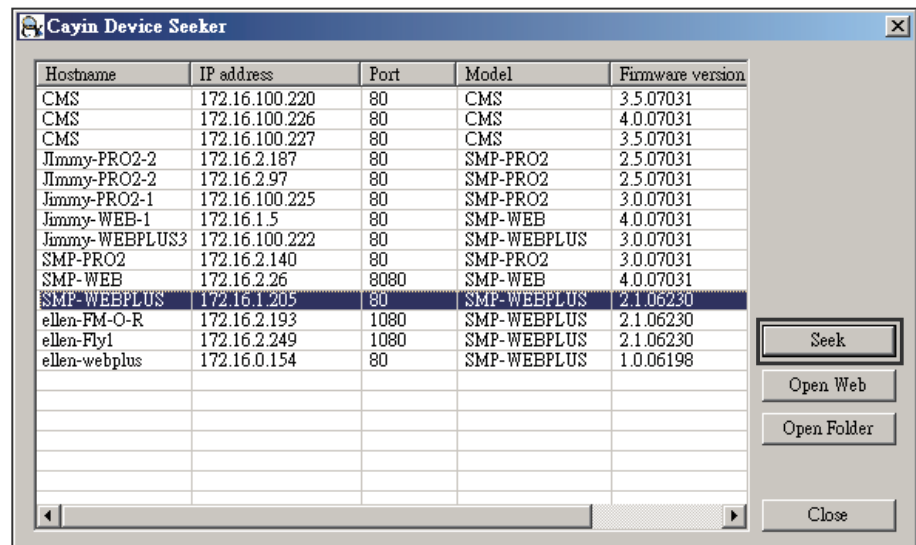 Cayin Device Seeker
Hostname IP address Port Model Firmware version
CMS 172.16.100.220 80 CMS 3.5.07031
CMS 172.16.100.226 80 CMS 4.0.07031
CMS 172.16.100.227 80 CMS 3.5.07031
JImmy-PRO2-2 172.16.2.187 80 SMP-PRO2 2.5.07031
JImmy-PRO2-2 172.16.2.97 80 SMP-PRO2 2.5.07031
Jimmy-PRO2-1 172.16.100.225 80 SMP-PRO2 3.0.07031
Jimmy-WEB-1 172.16.1.5 80 SMP-WEB 4.0.07031
Jimmy-WEBPLUS3 172.16.100.222 80 SMP-WEBPLUS 3.0.07031
SMP-PRO2 172.16.2.140 80 SMP-PRO2 3.0.07031
SMP-WEB 172.16.2.26 8080 SMP-WEB 4.0.07031
SMP-WEBPLUS 172.16.1.205 80 SMP-WEBPLUS 2.1.06230
ellen-FM-O-R 172.16.2.193 1080 SMP-WEBPLUS 2.1.06230
ellen-Fly1 172.16.2.249 1080 SMP-WEBPLUS 2.1.06230
ellen-webplus 172.16.0.154 80 SMP-WEBPLUS 1.0.06198
Seek
Open Web
Open Folder
Close